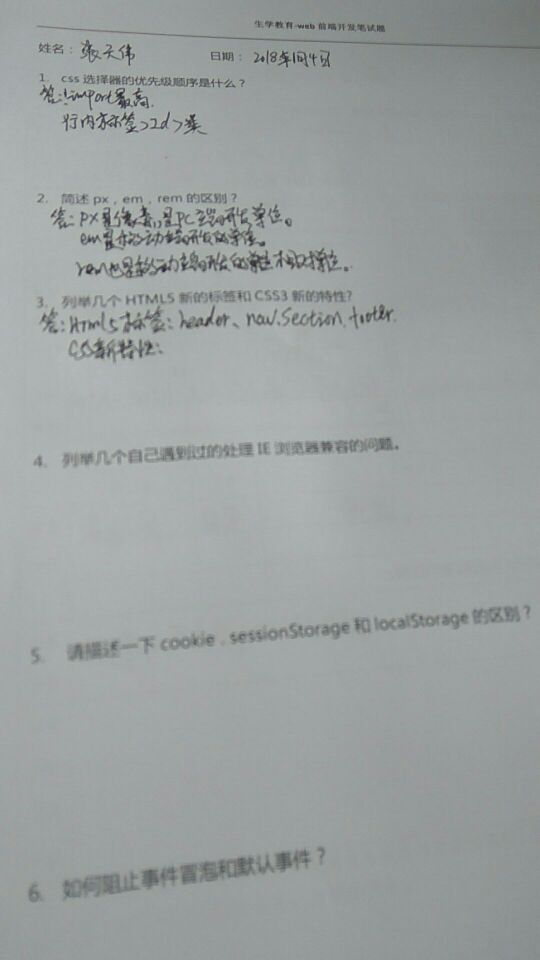 生学教育-web 前端开发笔试题
姓名：张天伟 日期：2018年1月4日
1. css 选择器的优先级顺序是什么？
答：!import最高.
行内标签>id>类
2. 简述 px，em，rem 的区别？
答：px是像素，是PC端的开发单位。
em是移动端开发的单位。
rem也是移动端开发的单位相对单位。
3. 列举几个 HTML5 新的标签和 CSS3 新的特性?
答：Html5标签：header、nav.Section.footer.
CSS新特性：
4. 列举几个自己遇到过的处理 IE 浏览器兼容的问题。
5. 请描述一下 cookie，sessionStorage 和 localStorage 的区别？
6. 如何阻止事件冒泡和默认事件？